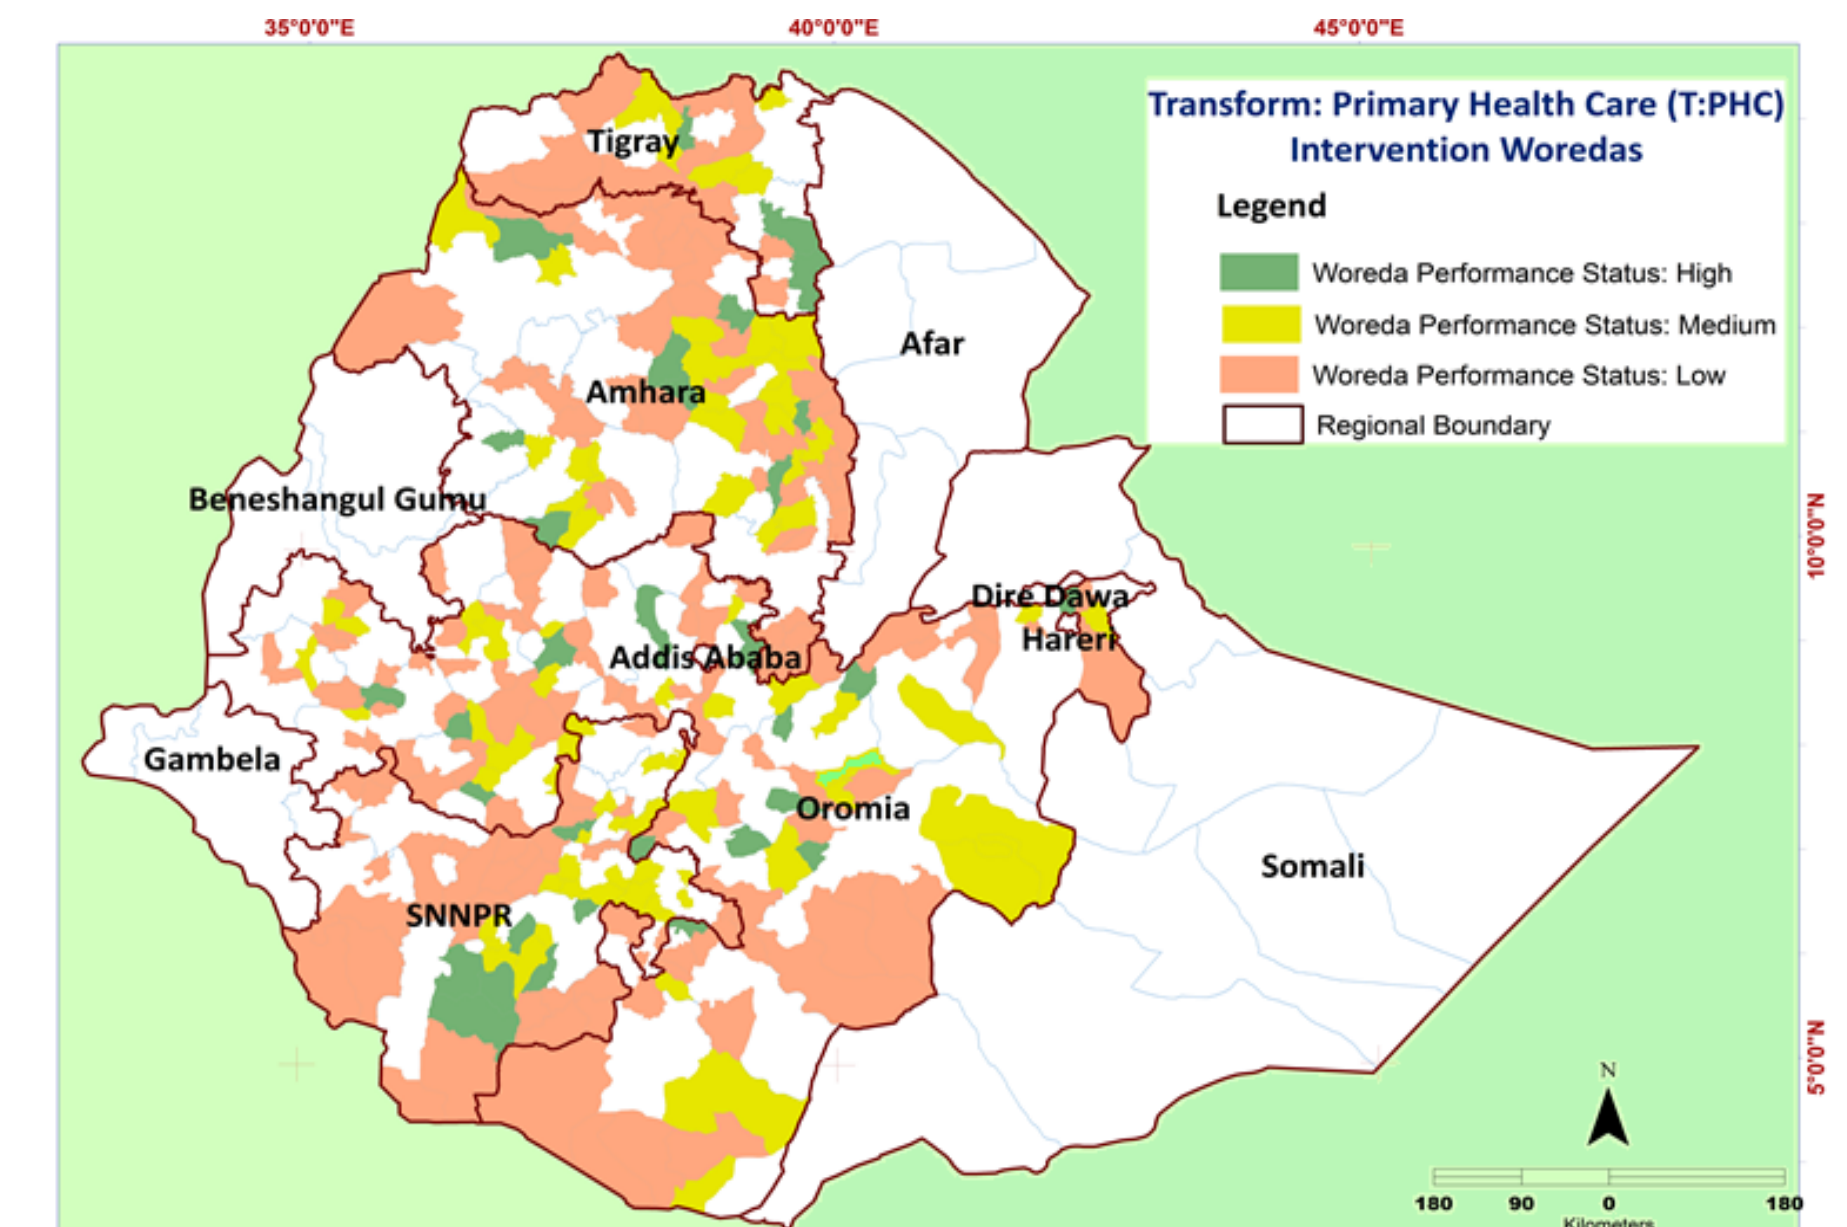 35°0'0"E 40°0'0"E 45°0'0"E
Transform: Primary Health Care (T:PHC)
Intervention Woredas
Legend
Woreda Performance Status: High
Woreda Performance Status: Medium
Woreda Performance Status: Low
Regional Boundary
Tigray
Afar
Amhara
Beneshangul Gumu
10°0'0"N
Dire Dawa
Hareri
Addis Ababa
Gambela
Oromia
Somali
SNNPR
5°0'0"N
N
180 90 0 180
Kilometers